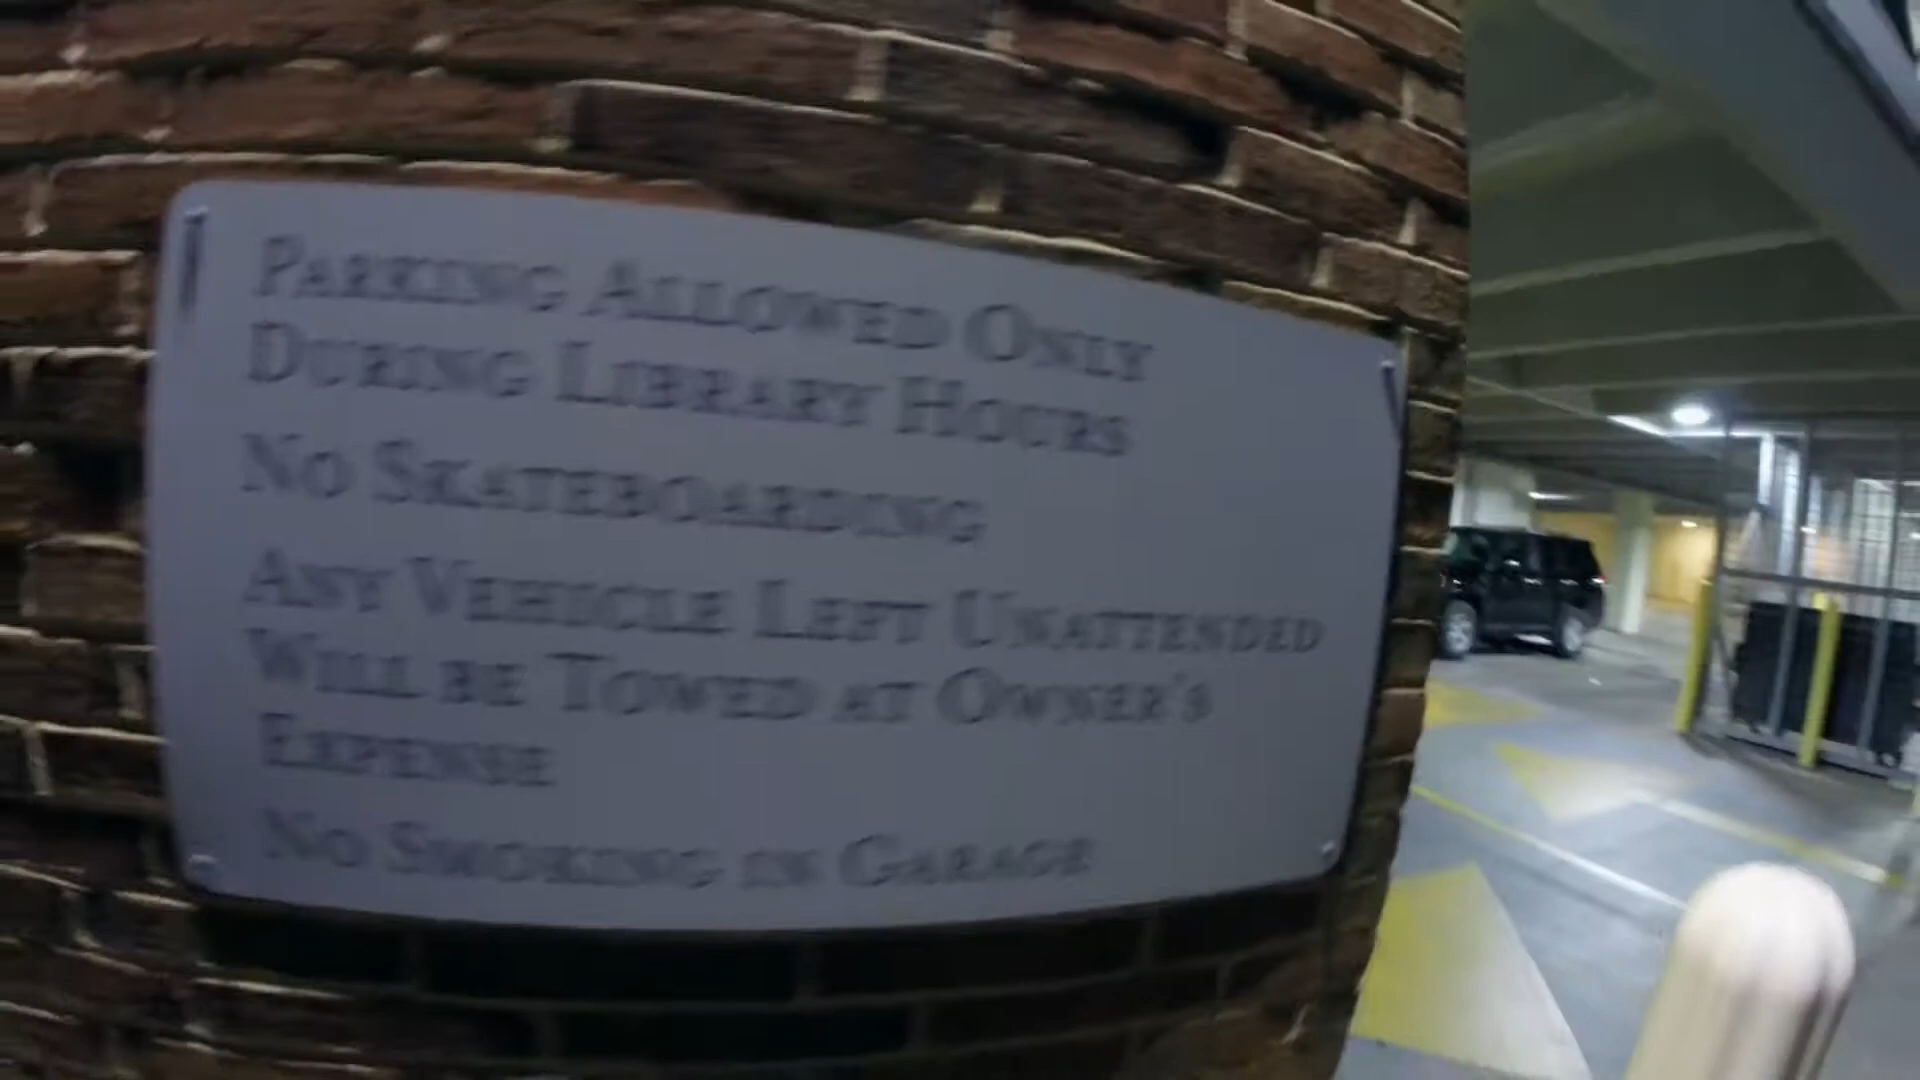 PARKING ALLOWED ONLY
DURING LIBRARY HOURS
NO SKATEBOARDING
ANY VEHICLE LEFT UNATTENDED
WILL BE TOWED AT OWNER'S
EXPENSE
NO SMOKING IN GARAGE